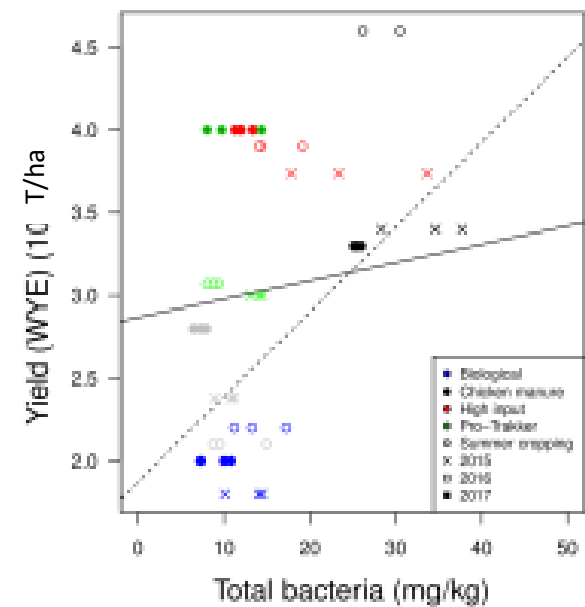 Yield (WYE) (10 T/ha
4.5
4.0
3.5
3.0
2.5
2.0
Biological
Chicken manure
High input
Pro-Trakker
Summer cropping
2015
2016
2017
0 10 20 30 40 50
Total bacteria (mg/kg)